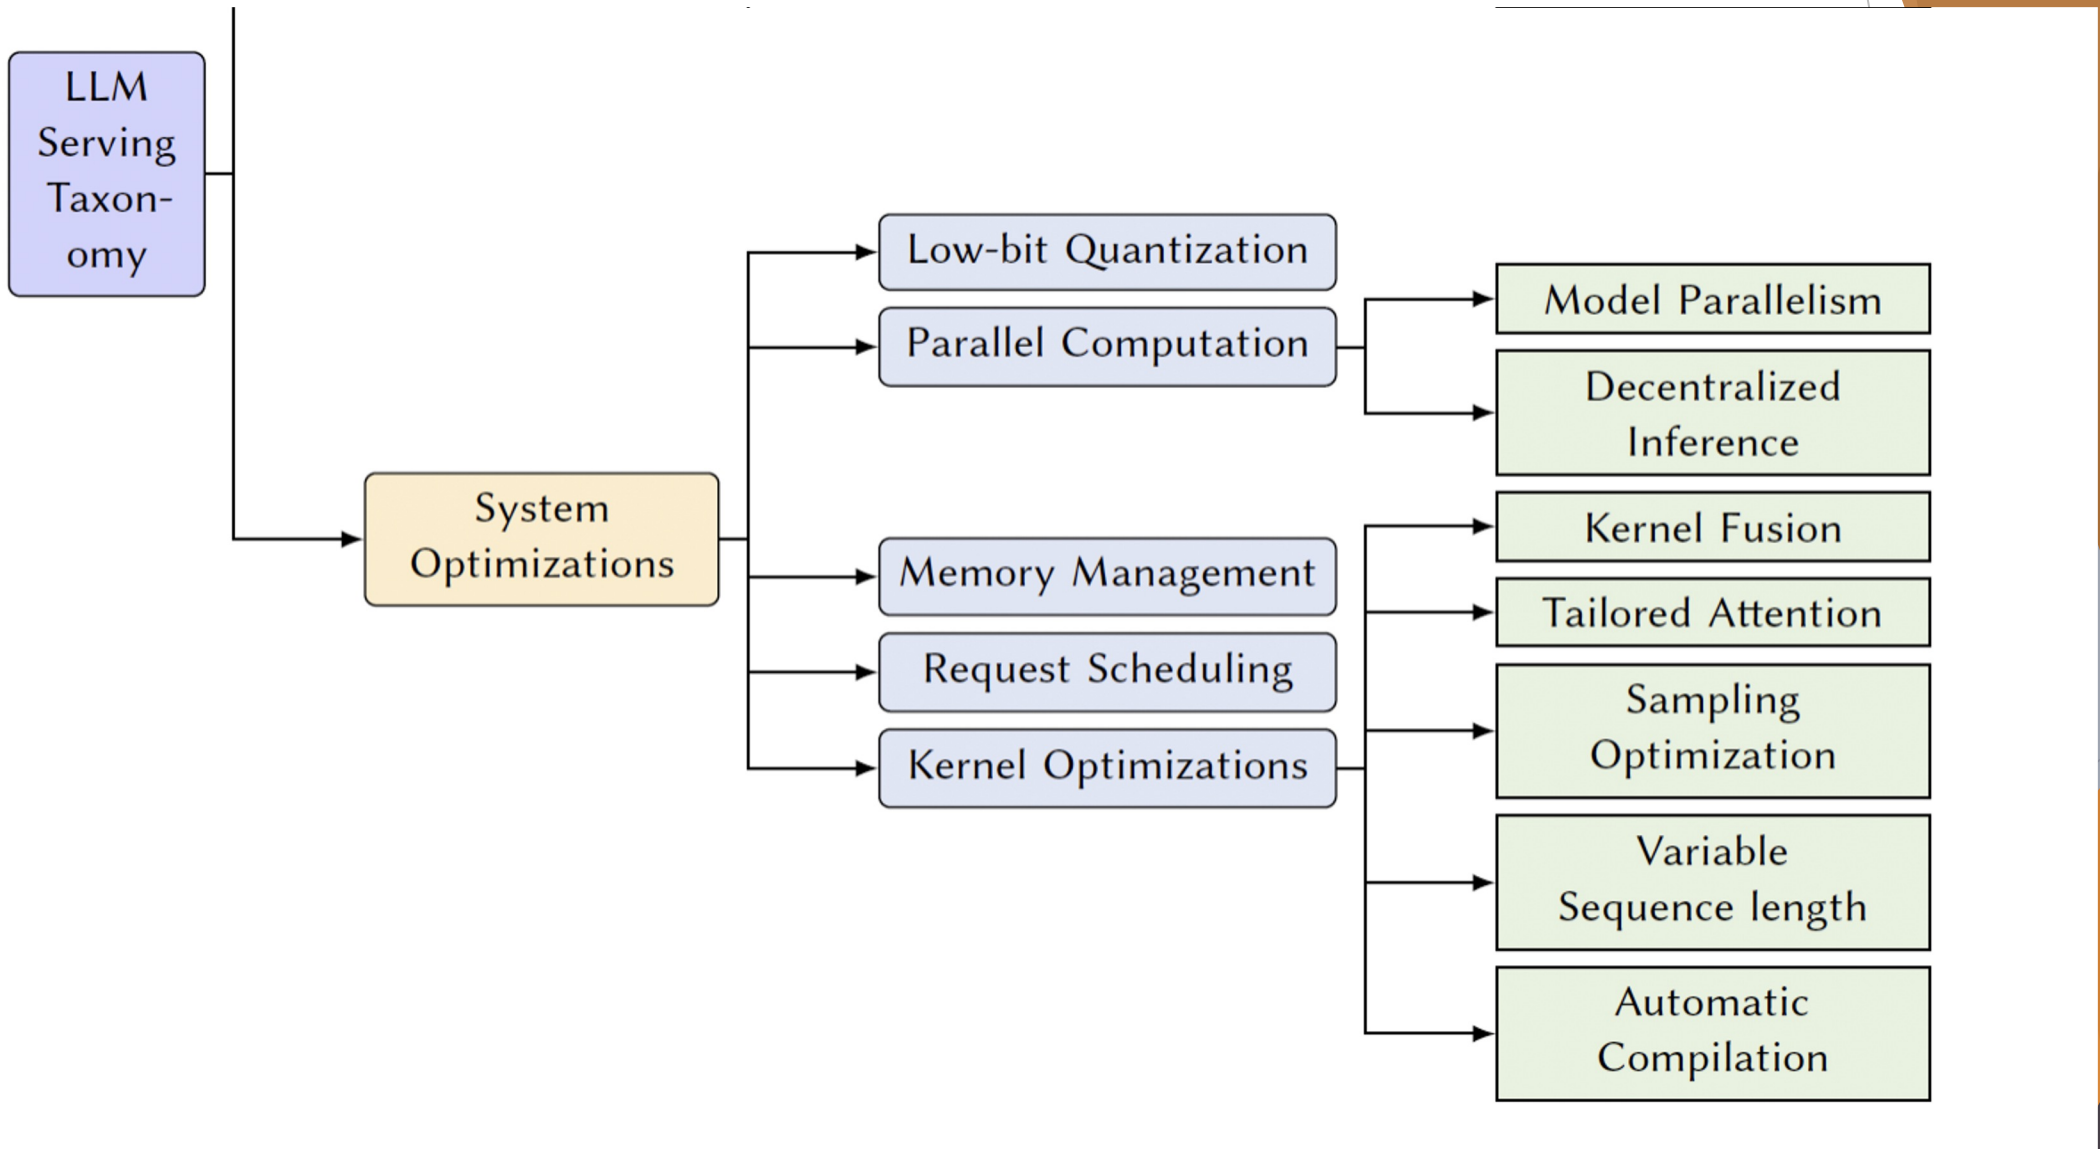 LLM
Serving
Taxon-
omy
System
Optimizations
Low-bit Quantization
Parallel Computation
Memory Management
Request Scheduling
Kernel Optimizations
Model Parallelism
Decentralized
Inference
Kernel Fusion
Tailored Attention
Sampling
Optimization
Variable
Sequence length
Automatic
Compilation